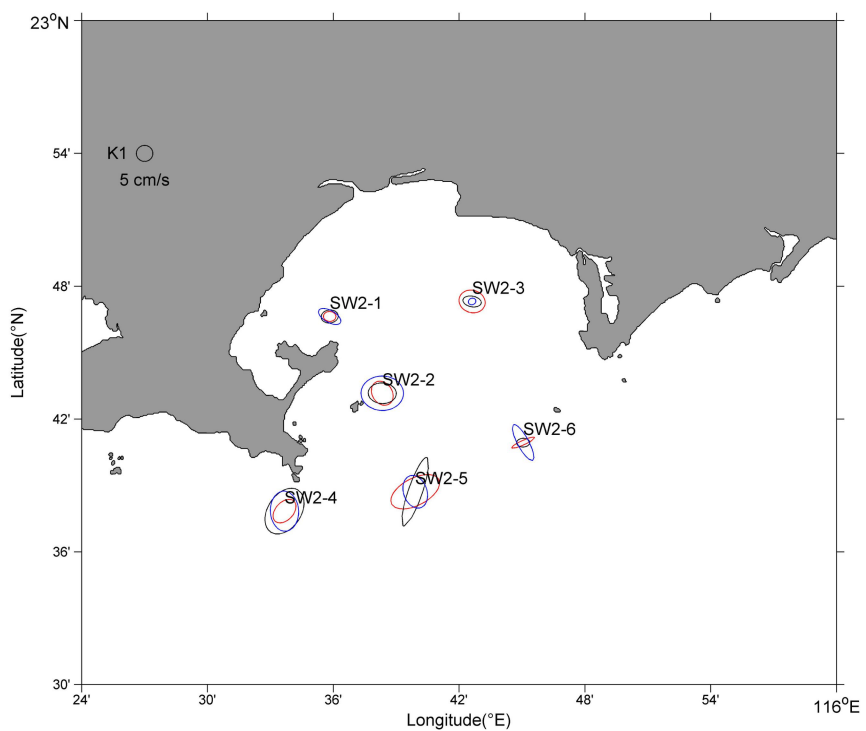 23°N
K1
5 cm/s
54'
48'
SW2-1
SW2-3
SW2-2
42'
SW2-6
SW2-5
SW2-4
36'
30'
Latitude(°N)
24'
30'
36'
42'
48'
54'
116°E
Longitude(°E)